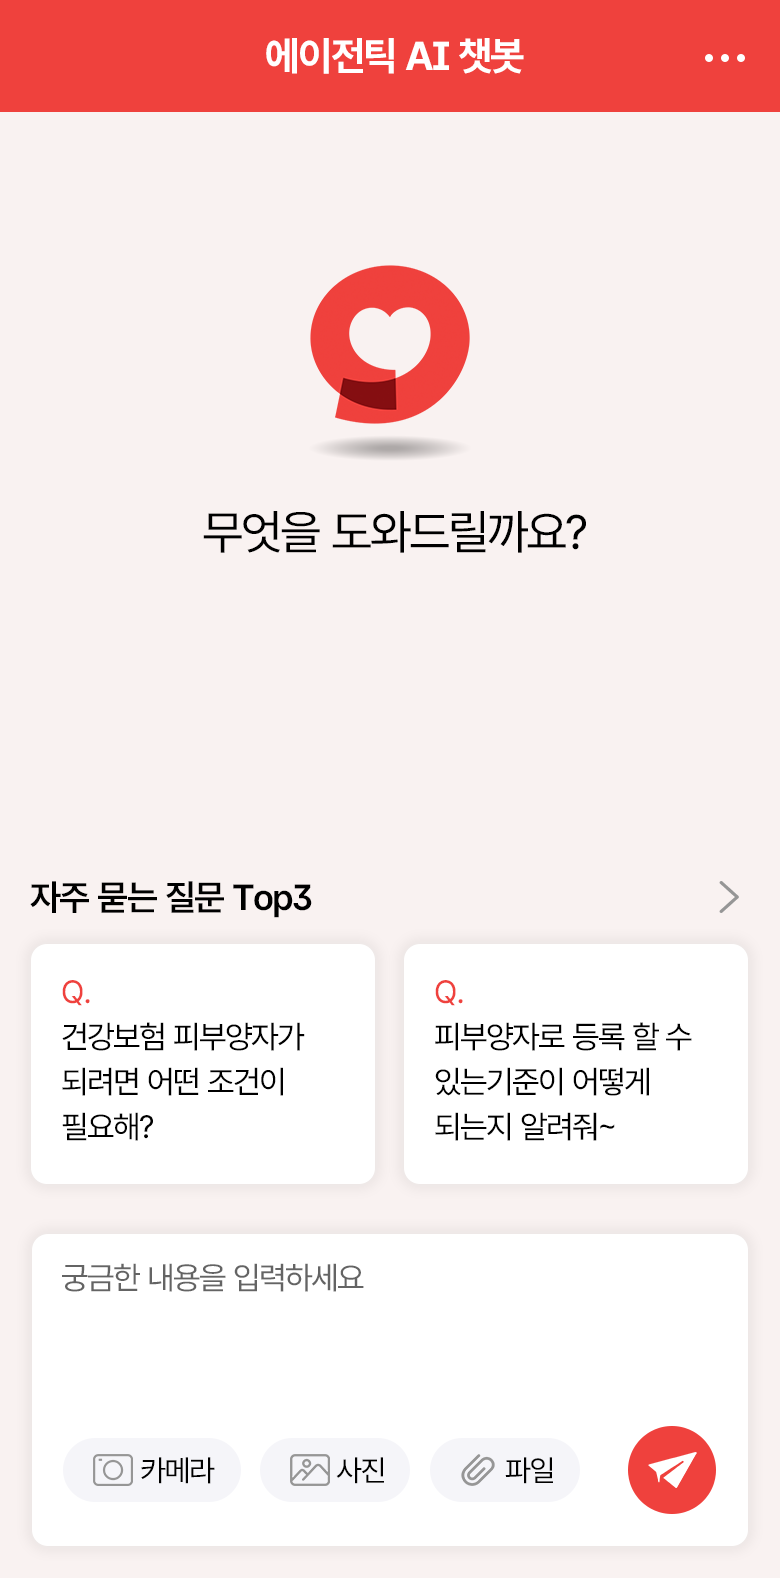 에이전틱 AI 챗봇
무엇을 도와드릴까요?
자주 묻는 질문 Top3
Q.
건강보험 피부양자가
되려면 어떤 조건이
필요해?
Q.
피부양자로 등록 할 수
있는기준이 어떻게
되는지 알려줘~
궁금한 내용을 입력하세요
카메라
사진
파일